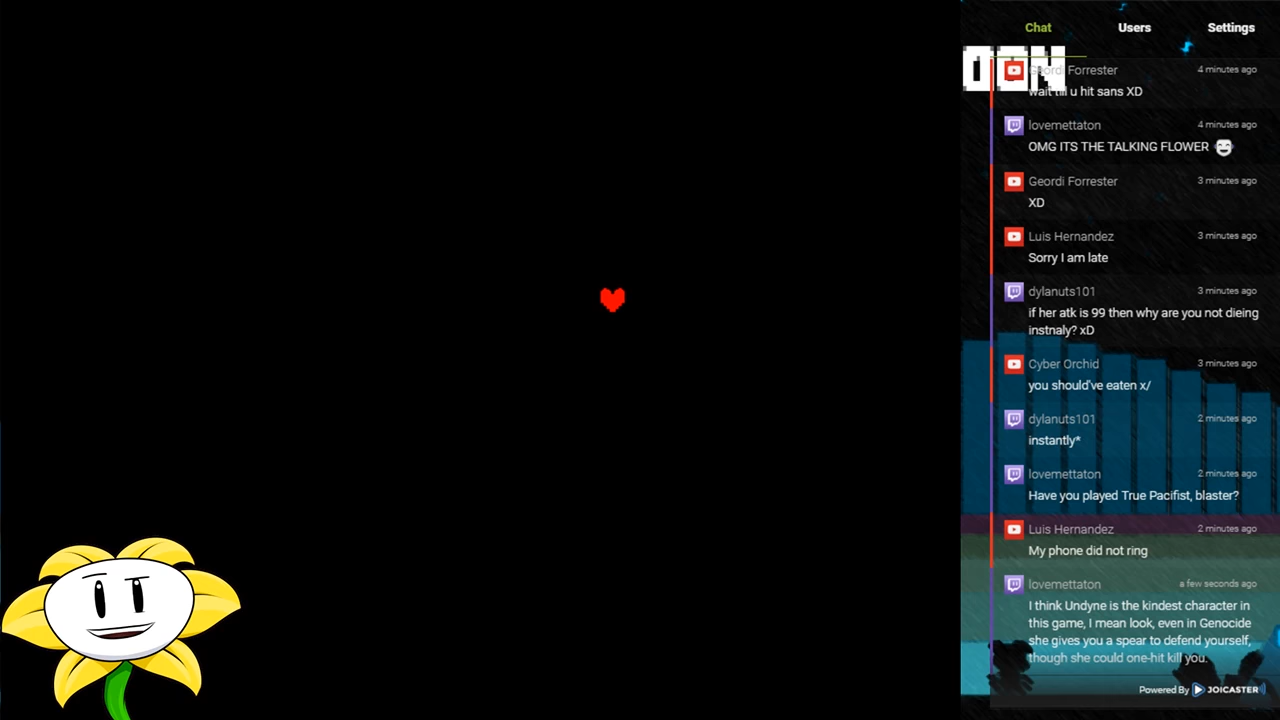 Chat Users Settings
Geordi Forrester 4 minutes ago
wait till u hit sans XD
lovemettaton 4 minutes ago
OMG ITS THE TALKING FLOWER
Geordi Forrester 3 minutes ago
XD
Luis Hernandez 3 minutes ago
Sorry I am late
dylanuts101 3 minutes ago
if her atk is 99 then why are you not dieing
instnaly? xD
Cyber Orchid 3 minutes ago
you should've eaten x/
dylanuts101 2 minutes ago
instantly*
lovemettaton 2 minutes ago
Have you played True Pacifist, blaster?
Luis Hernandez 2 minutes ago
My phone did not ring
lovemettaton a few seconds ago
I think Undyne is the kindest character in
this game, I mean look, even in Genocide
she gives you a spear to defend yourself,
though she could one-hit kill you.
Powered By JOICASTER